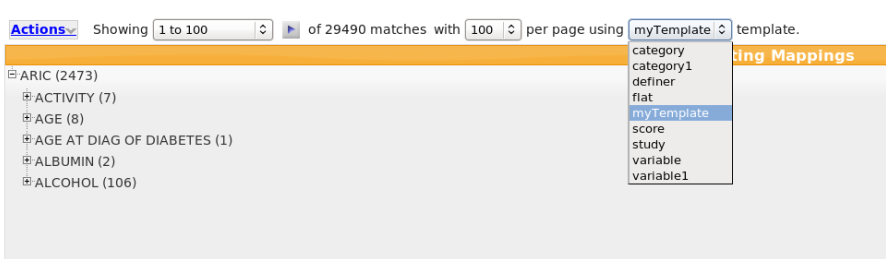 Actions Showing 1 to 100 of 29490 matches with 100 per page using myTemplate template.
category
category1
definer
flat
myTemplate
score
study
variable
variable1
Mappings
ARIC (2473)
ACTIVITY (7)
AGE (8)
AGE AT DIAG OF DIABETES (1)
ALBUMIN (2)
ALCOHOL (106)